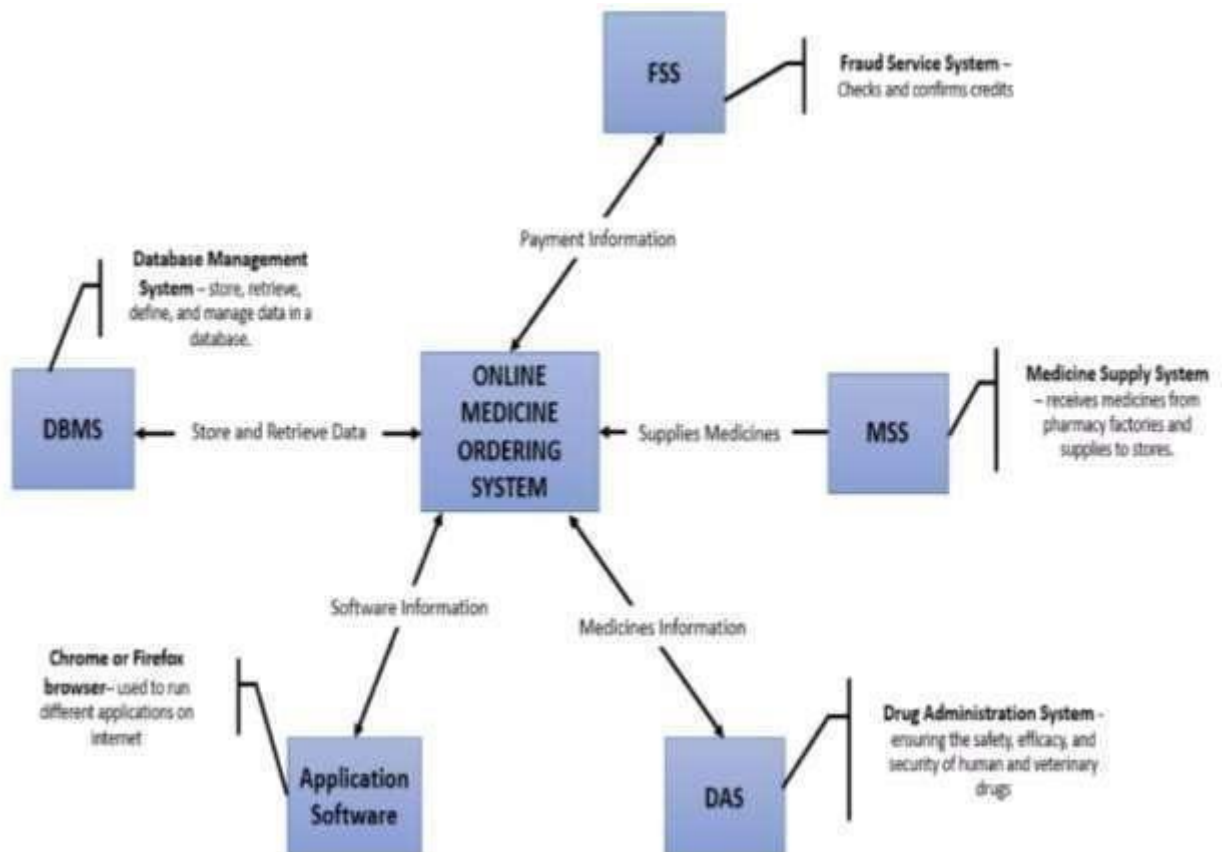 FSS
Fraud Service System –
Checks and confirms credits
Payment Information
Database Management
System – store, retrieve,
define, and manage data in a
database.
DBMS
Store and Retrieve Data
ONLINE
MEDICINE
ORDERING
SYSTEM
Supplies Medicines
MSS
Medicine Supply System
– receives medicines from
pharmacy factories and
supplies to stores.
Software Information
Medicines Information
Chrome or Firefox
browser– used to run
different applications on
internet
Application
Software
DAS
Drug Administration System -
ensuring the safety, efficacy, and
security of human and veterinary
drugs